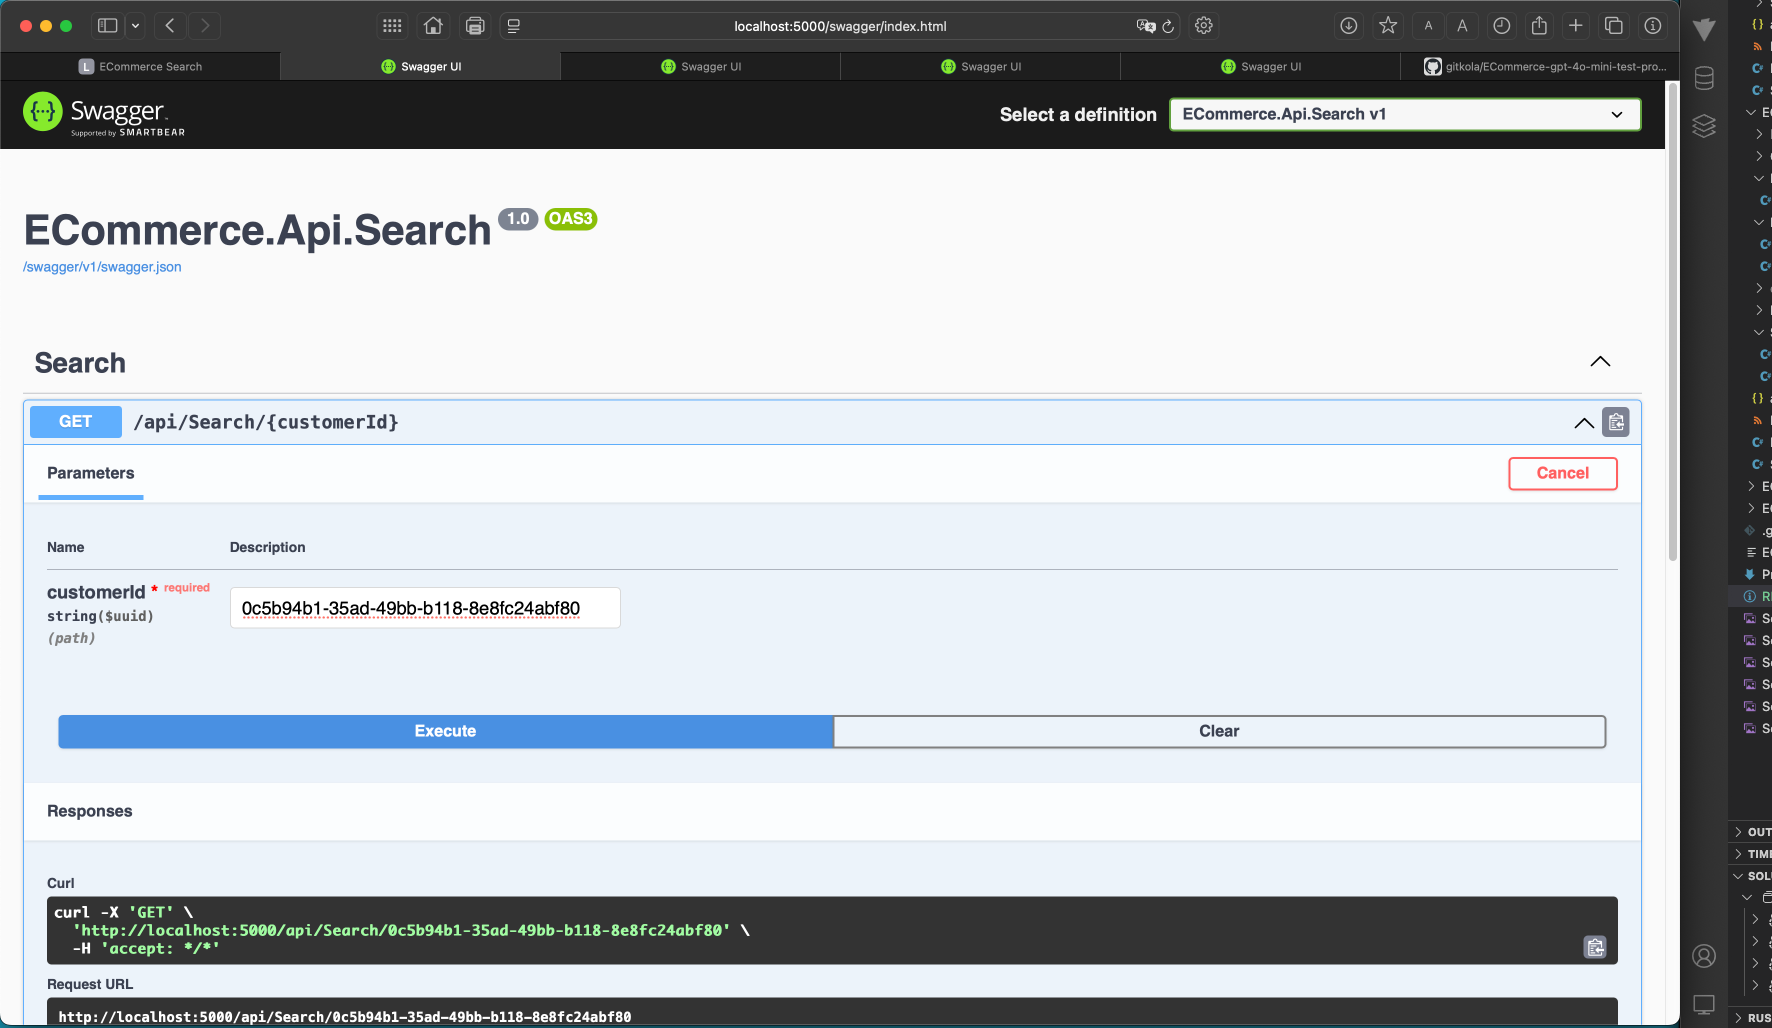 localhost:5000/swagger/index.html
A A
L ECommerce Search
Swagger UI
Swagger UI
Swagger UI
Swagger UI
gitkola/ECommerce-gpt-4o-mini-test-pro...
{···} Swagger.
Supported by SMARTBEAR
Select a definition
ECommerce.Api.Search v1
ECommerce.Api.Search 1.0 OAS3
/swagger/v1/swagger.json
Search
GET /api/Search/{customerId}
Parameters
Cancel
Name Description
customerId * required
string($uuid)
(path)
0c5b94b1-35ad-49bb-b118-8e8fc24abf80
Execute
Clear
Responses
Curl
curl -X 'GET' \
'http://localhost:5000/api/Search/0c5b94b1-35ad-49bb-b118-8e8fc24abf80' \
-H 'accept: */*'
Request URL
http://localhost:5000/api/Search/0c5b94b1-35ad-49bb-b118-8e8fc24abf80
OUT
TIME
SOLU
RUS